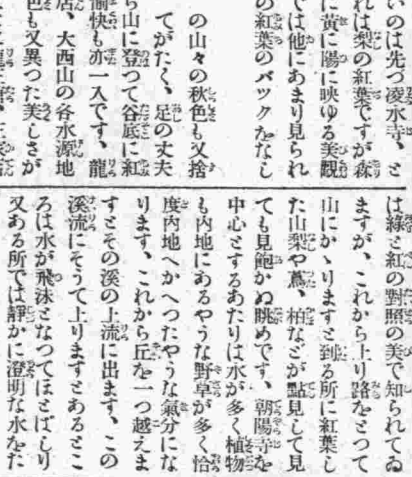 いのは先づ凌水寺、と
れは梨の紅葉ですが森
に黄に陽に映ゆる美觀
では他にあまり見られ
の紅葉のバックをなし
の山々の秋色も又捨
てがたく、足の丈夫
ら山に登つて谷底に紅
愉快も亦一入です、龍
店、大西山の谷水源地
色も又異つた美しさが
は綠と紅の對照の美で知られてゐ
ますが、これから上り路をとつて
山にかゝりますと到る所に紅葉し
た山梨や蔦、柏などが點見して見
ても見飽かぬ眺めです、朝陽寺を
中心とするあたりは水が多く植物
も內地にあるやうな野草が多く恰
度內地へかへつたやうな氣分にな
ります、これから丘を一つ越えま
すとその溪の上流に出ます、この
溪流にそうて上りますとあるとこ
ろは水が飛沫となつてほとばしり
又ある所では靜かに澄明な水をた